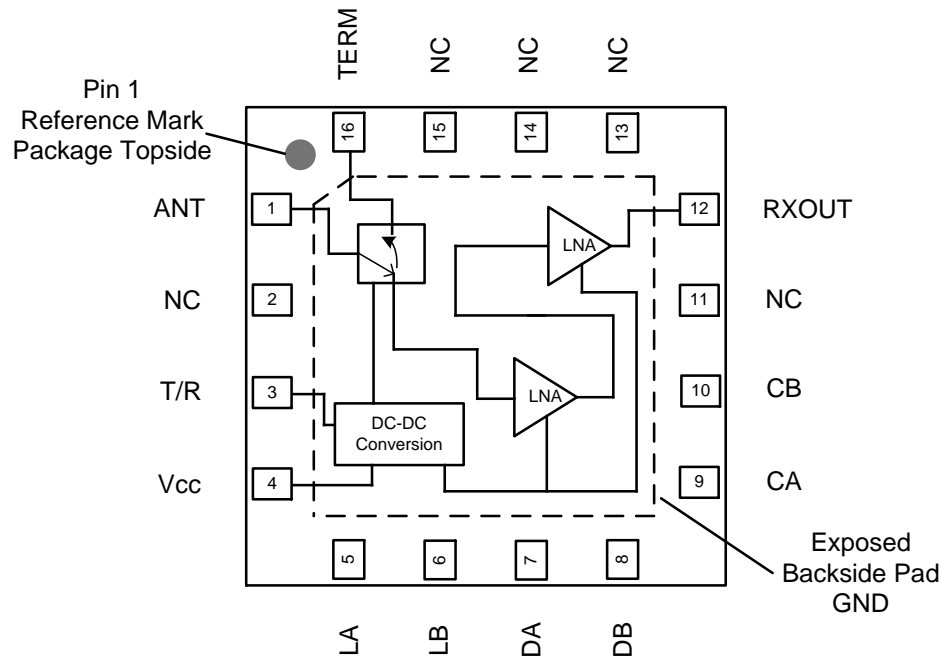 TERM
NC
NC
NC
Pin 1
Reference Mark
Package Topside
16
15
14
13
ANT
1
LNA
12
RXOUT
NC
2
11
NC
T/R
3
LNA
10
CB
DC-DC
Conversion
Vcc
4
9
CA
5
6
7
8
Exposed
Backside Pad
GND
LA
LB
DA
DB